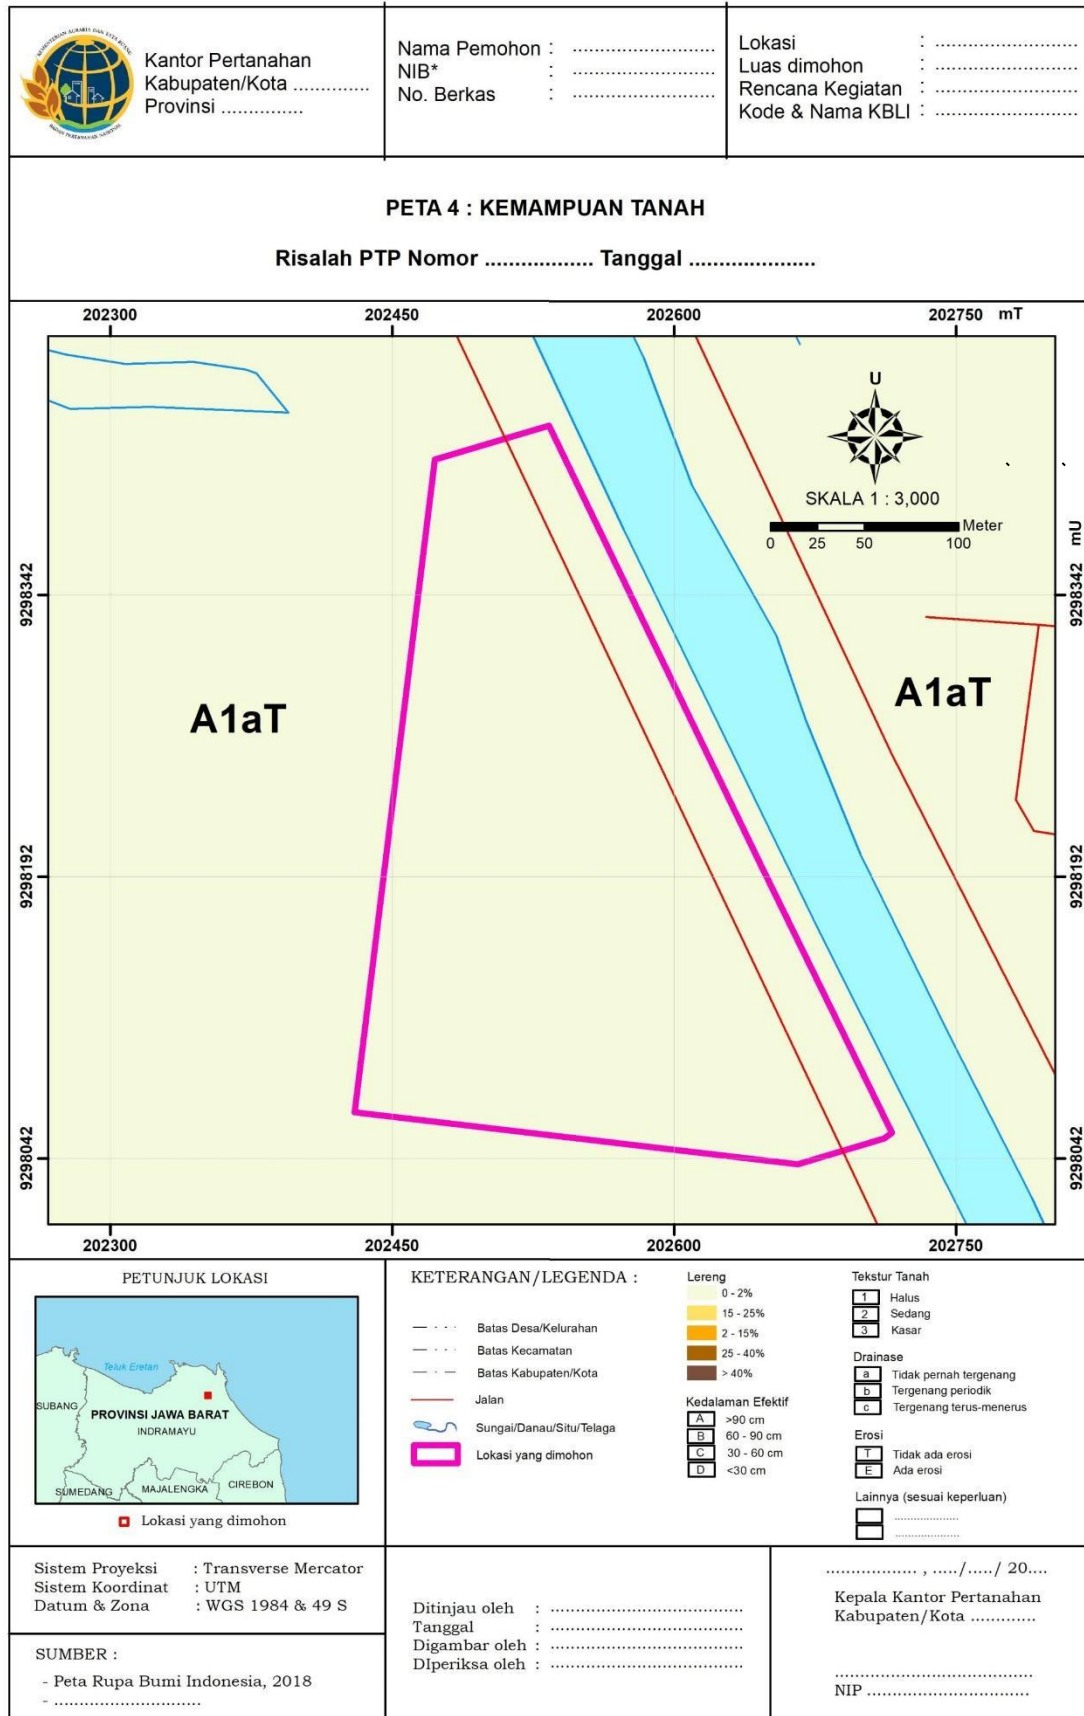 KEMENTERIAN AGRARIA DAN TATA RUANG
BADAN PERTANAHAN NASIONAL
Kantor Pertanahan
Kabupaten/Kota .............
Provinsi ..............
Nama Pemohon : ........................
NIB* : ........................
No. Berkas : ........................
Lokasi : ........................
Luas dimohon : ........................
Rencana Kegiatan : ........................
Kode & Nama KBLI : ........................
PETA 4 : KEMAMPUAN TANAH
Risalah PTP Nomor .................. Tanggal .....................
202300 202450 202600 202750 mT
U
SKALA 1 : 3,000
Meter
0 25 50 100
mU
9298342 9298342
A1aT A1aT
9298192 9298192
9298042 9298042
202300 202450 202600 202750
PETUNJUK LOKASI
Teluk Eretan
SUBANG
PROVINSI JAWA BARAT
INDRAMAYU
SUMEDANG
MAJALENGKA
CIREBON
Lokasi yang dimohon
KETERANGAN/LEGENDA :
Batas Desa/Kelurahan
Batas Kecamatan
Batas Kabupaten/Kota
Jalan
Sungai/Danau/Situ/Telaga
Lokasi yang dimohon
Lereng
0 - 2%
15 - 25%
2 - 15%
25 - 40%
> 40%
Kedalaman Efektif
A >90 cm
B 60 - 90 cm
C 30 - 60 cm
D <30 cm
Tekstur Tanah
1 Halus
2 Sedang
3 Kasar
Drainase
a Tidak pernah tergenang
b Tergenang periodik
c Tergenang terus-menerus
Erosi
T Tidak ada erosi
E Ada erosi
Lainnya (sesuai keperluan)
....................
....................
Sistem Proyeksi : Transverse Mercator
Sistem Koordinat : UTM
Datum & Zona : WGS 1984 & 49 S
SUMBER :
- Peta Rupa Bumi Indonesia, 2018
- .............................
Ditinjau oleh : ......................................
Tanggal : ......................................
Digambar oleh : ......................................
DIperiksa oleh : ......................................
.................. , ...../...../ 20....
Kepala Kantor Pertanahan
Kabupaten/Kota .............
.......................................
NIP ................................